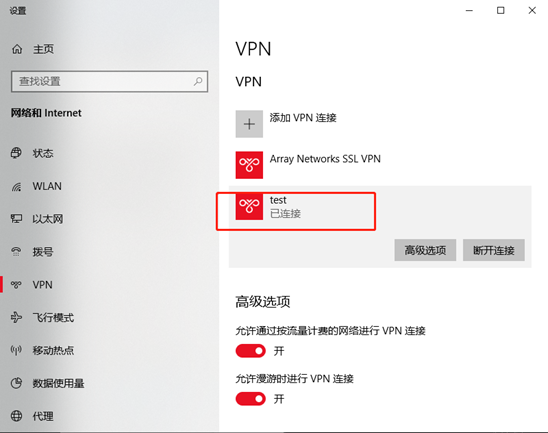 设置
主页
查找设置
网络和 Internet
状态
WLAN
以太网
拨号
VPN
飞行模式
移动热点
数据使用量
代理
VPN
VPN
添加 VPN 连接
Array Networks SSL VPN
test
已连接
高级选项
断开连接
高级选项
允许通过按流量计费的网络进行 VPN 连接
开
允许漫游时进行 VPN 连接
开